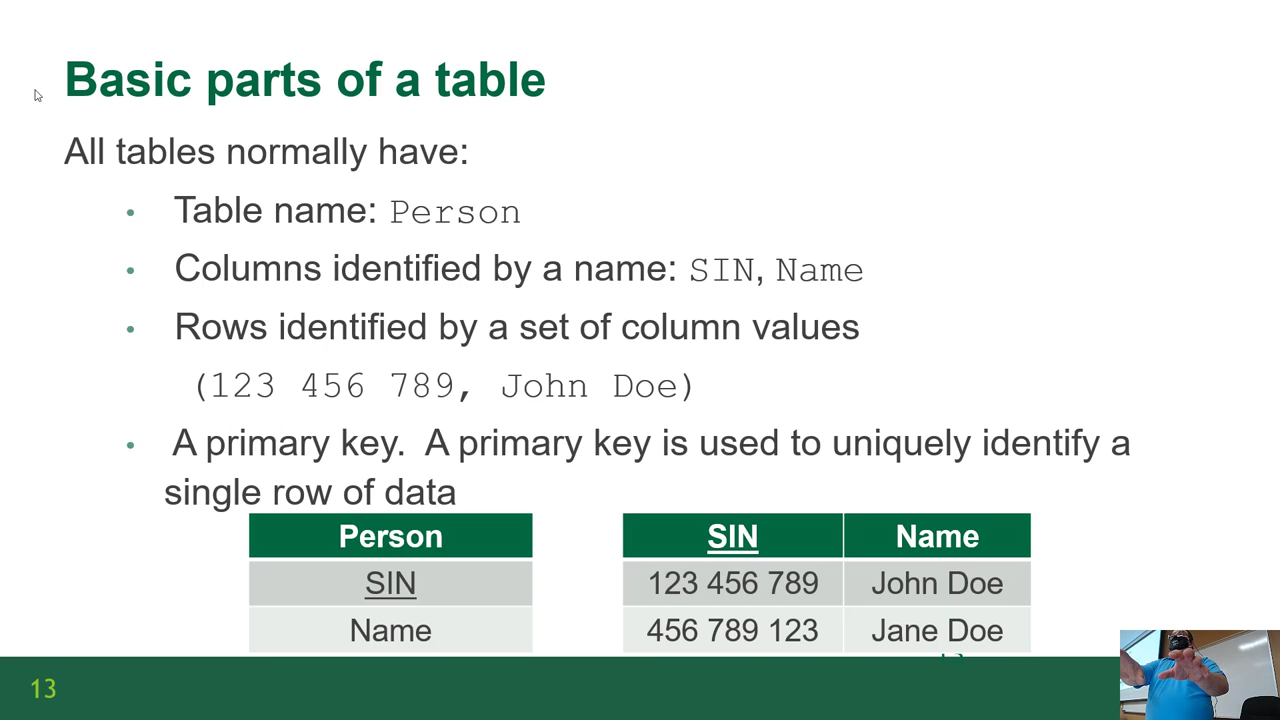 Basic parts of a table
All tables normally have:
• Table name: Person
• Columns identified by a name: SIN, Name
• Rows identified by a set of column values
(123 456 789, John Doe)
• A primary key. A primary key is used to uniquely identify a
single row of data
Person
SIN
Name
SIN Name
123 456 789 John Doe
456 789 123 Jane Doe
13